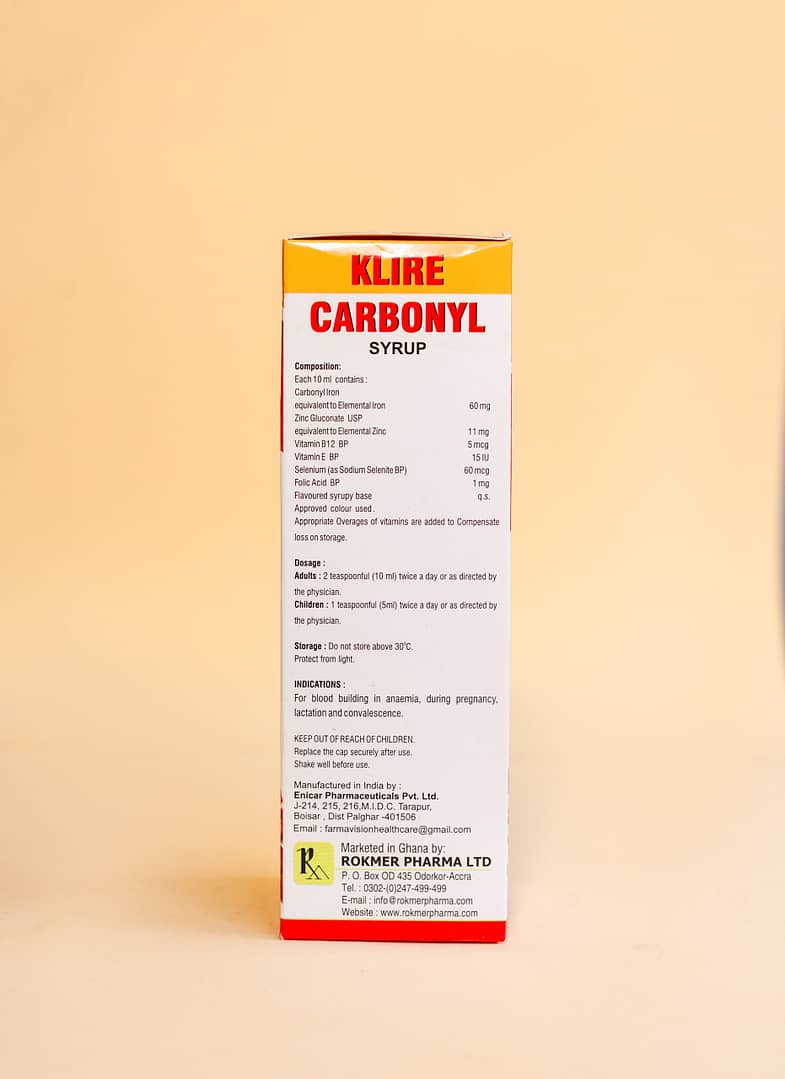 KLIRE
CARBONYL
SYRUP
Composition:
Each 10 ml contains :
Carbonyl Iron
equivalent to Elemental Iron 60 mg
Zinc Gluconate USP
equivalent to Elemental Zinc 11 mg
Vitamin B12 BP 5 mcg
Vitamin E BP 15 IU
Selenium (as Sodium Selenite BP) 60 mcg
Folic Acid BP 1 mg
Flavoured syrupy base q.s.
Approved colour used.
Appropriate Overages of vitamins are added to Compensate
loss on storage.
Dosage :
Adults : 2 teaspoonful (10 ml) twice a day or as directed by
the physician.
Children : 1 teaspoonful (5ml) twice a day or as directed by
the physician.
Storage : Do not store above 30°C.
Protect from light.
INDICATIONS :
For blood building in anaemia, during pregnancy,
lactation and convalescence.
KEEP OUT OF REACH OF CHILDREN.
Replace the cap securely after use.
Shake well before use.
Manufactured in India by :
Enicar Pharmaceuticals Pvt. Ltd.
J-214, 215, 216,M.I.D.C. Tarapur,
Boisar , Dist Palghar -401506
Email : farmavisionhealthcare@gmail.com
Marketed in Ghana by:
ROKMER PHARMA LTD
P. O. Box OD 435 Odorkor-Accra
Tel. : 0302-(0)247-499-499
E-mail : info@rokmerpharma.com
Website : www.rokmerpharma.com